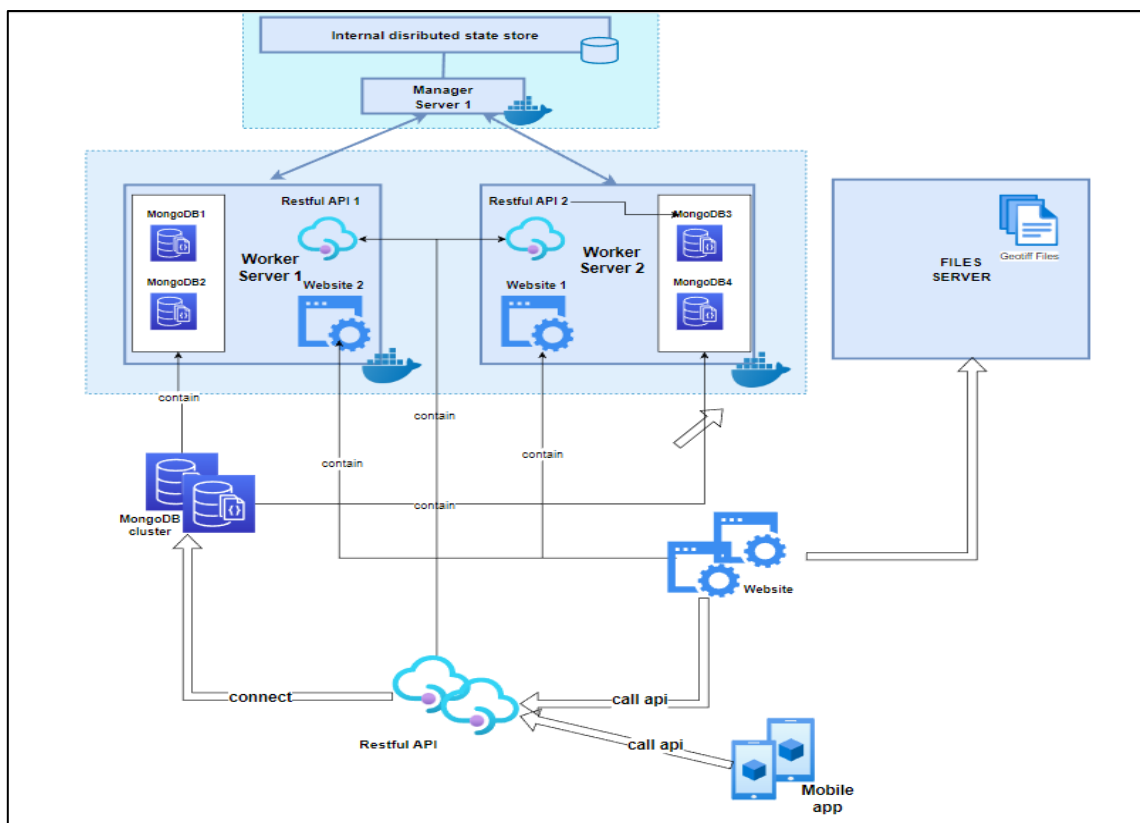 Internal disributed state store
Manager
Server 1
MongoDB1
MongoDB2
Restful API 1
Worker
Server 1
Website 2
Restful API 2
Worker
Server 2
Website 1
MongoDB3
MongoDB4
Geotiff Files
FILES
SERVER
contain
contain
contain
contain
contain
MongoDB
cluster
Website
connect
call api
call api
Restful API
Mobile
app